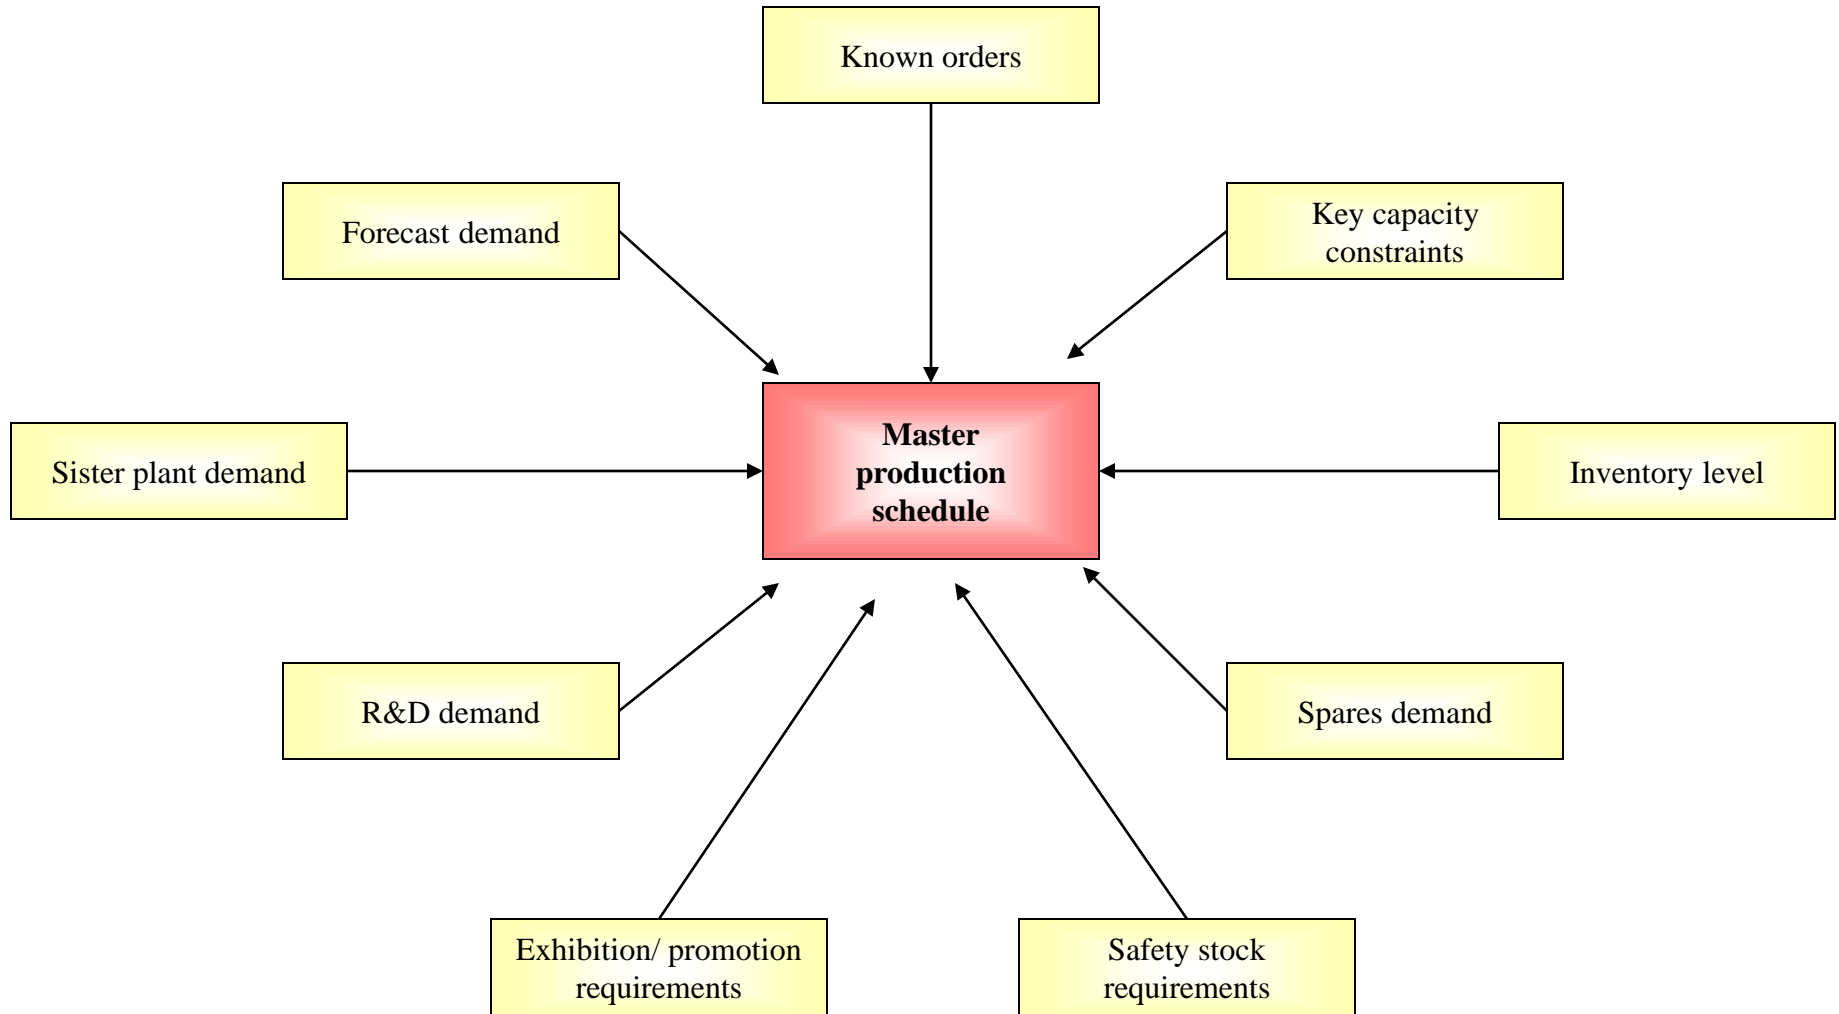 Known orders
Forecast demand
Key capacity
constraints
Sister plant demand
Master
production
schedule
Inventory level
R&D demand
Spares demand
Exhibition/ promotion
requirements
Safety stock
requirements